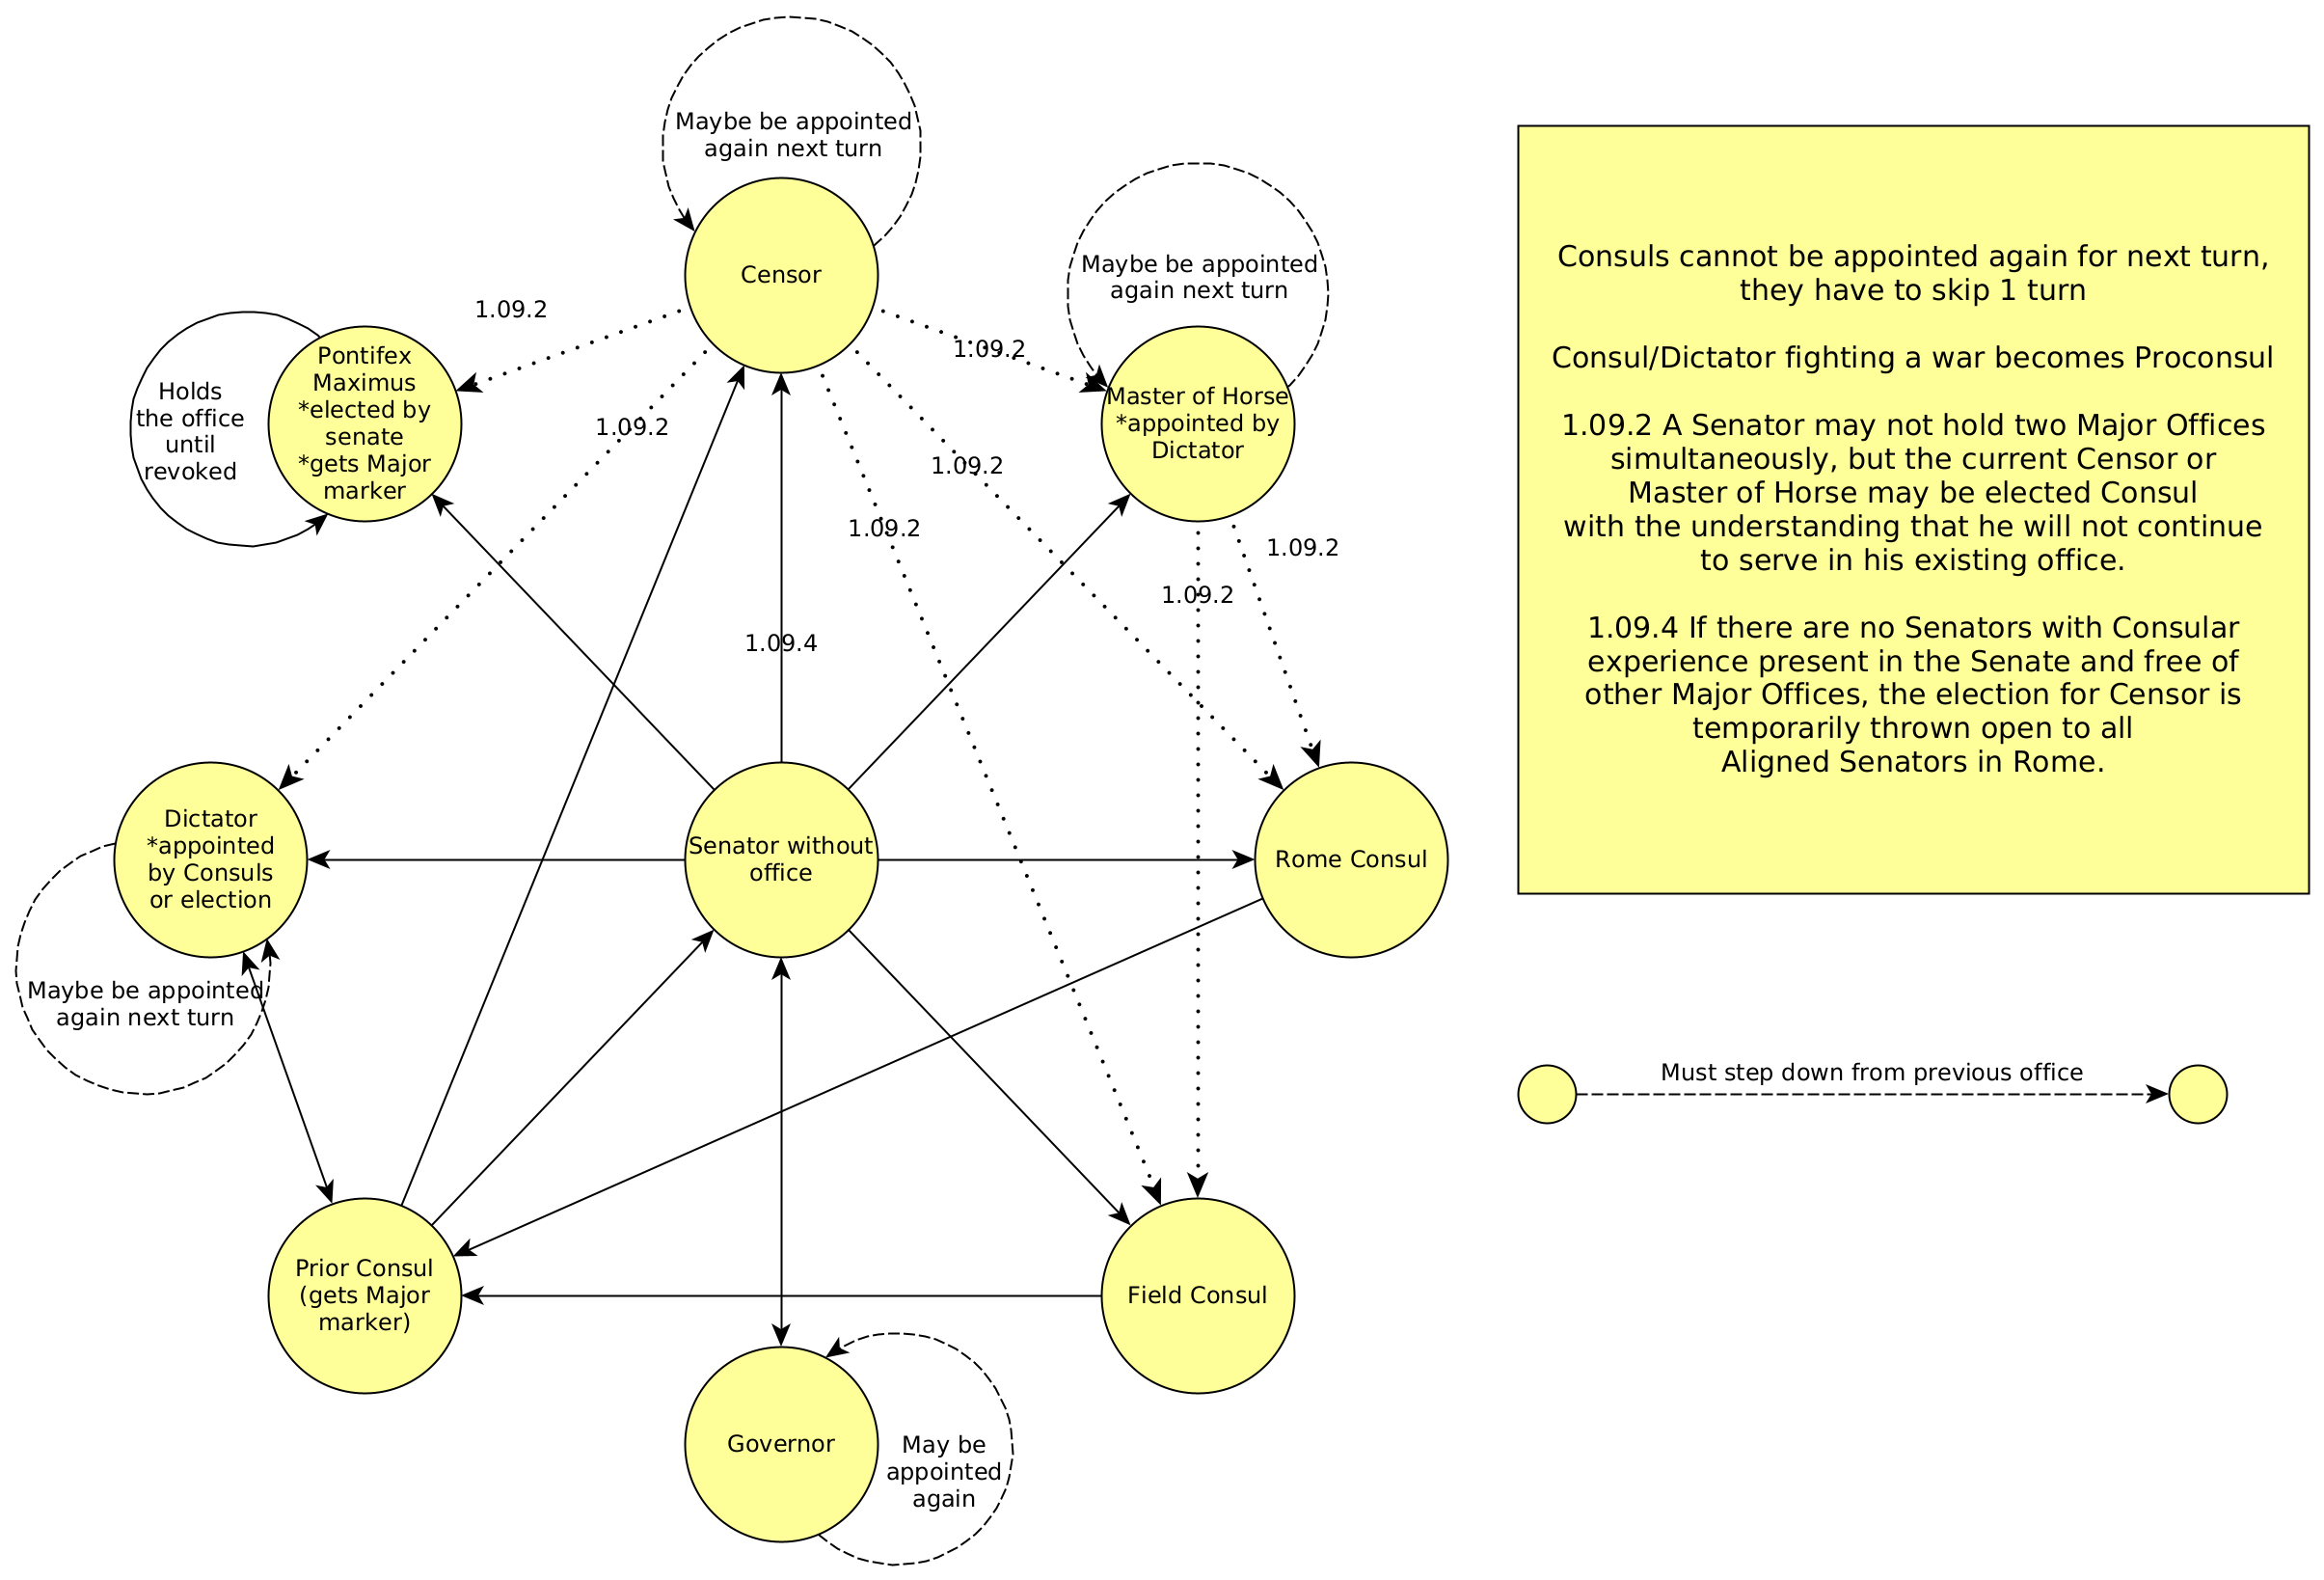 Maybe be appointed
again next turn
Censor
Maybe be appointed
again next turn
1.09.2
1.09.2
Pontifex
Maximus
*elected by
senate
*gets Major
marker
Holds
the office
until
revoked
Master of Horse
*appointed by
Dictator
1.09.2
1.09.2
1.09.2
1.09.2
1.09.2
1.09.4
Dictator
*appointed
by Consuls
or election
Senator without
office
Rome Consul
Maybe be appointed
again next turn
Prior Consul
(gets Major
marker)
Field Consul
Governor
May be
appointed
again
Consuls cannot be appointed again for next turn,
they have to skip 1 turn
Consul/Dictator fighting a war becomes Proconsul
1.09.2 A Senator may not hold two Major Offices
simultaneously, but the current Censor or
Master of Horse may be elected Consul
with the understanding that he will not continue
to serve in his existing office.
1.09.4 If there are no Senators with Consular
experience present in the Senate and free of
other Major Offices, the election for Censor is
temporarily thrown open to all
Aligned Senators in Rome.
Must step down from previous office